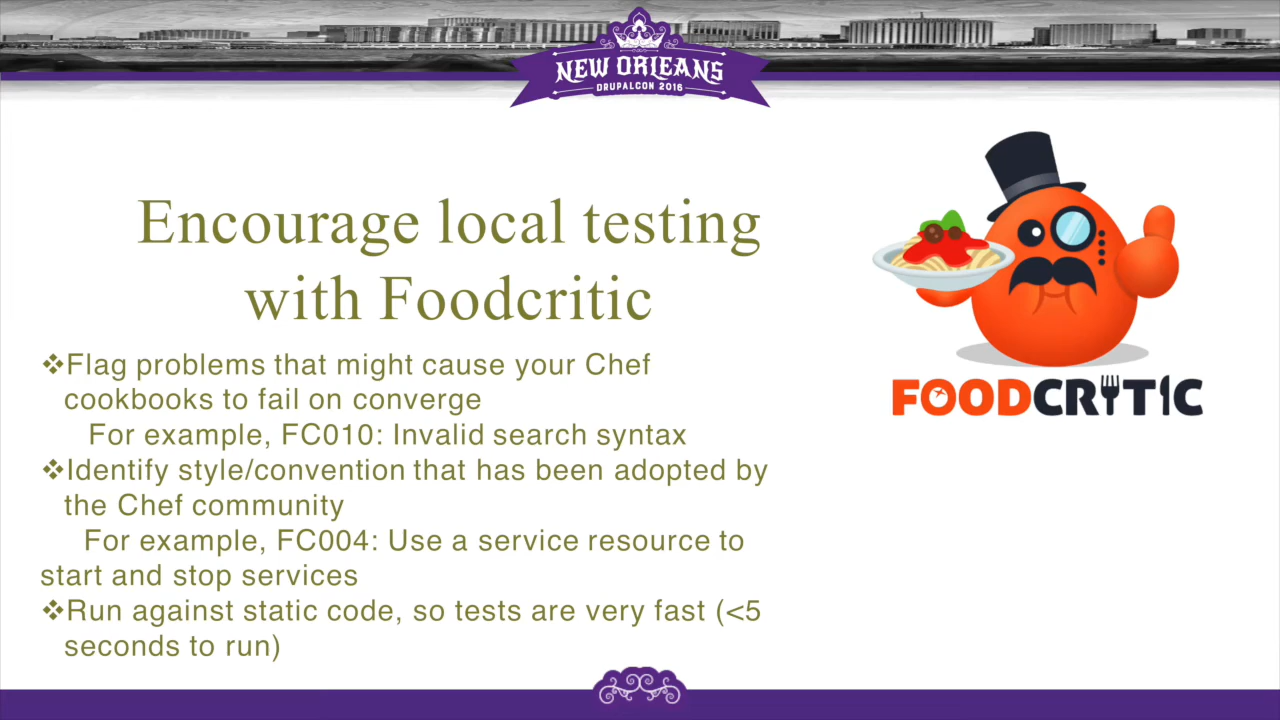 NEW ORLEANS
DRUPALCON 2016
Encourage local testing
with Foodcritic
❖Flag problems that might cause your Chef
cookbooks to fail on converge
For example, FC010: Invalid search syntax
❖Identify style/convention that has been adopted by
the Chef community
For example, FC004: Use a service resource to
start and stop services
❖Run against static code, so tests are very fast (<5
seconds to run)
FOODCRITIC